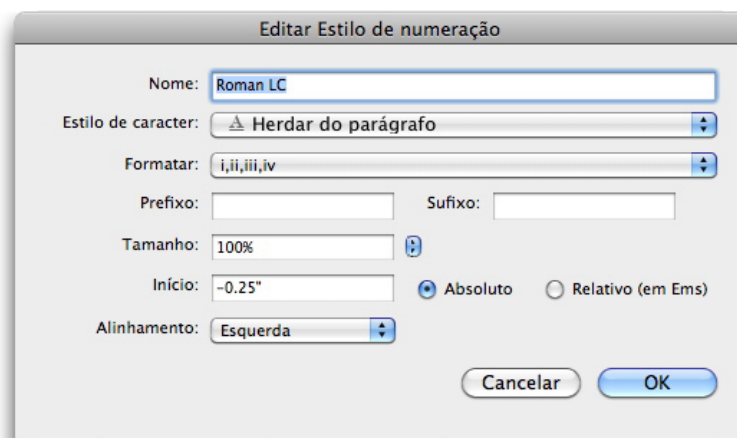 Editar Estilo de numeração
Nome: Roman LC
Estilo de caracter: A Herdar do parágrafo
Formatar: i,ii,iii,iv
Prefixo: Sufixo:
Tamanho: 100%
Início: -0.25" Absoluto Relativo (em Ems)
Alinhamento: Esquerda
Cancelar OK